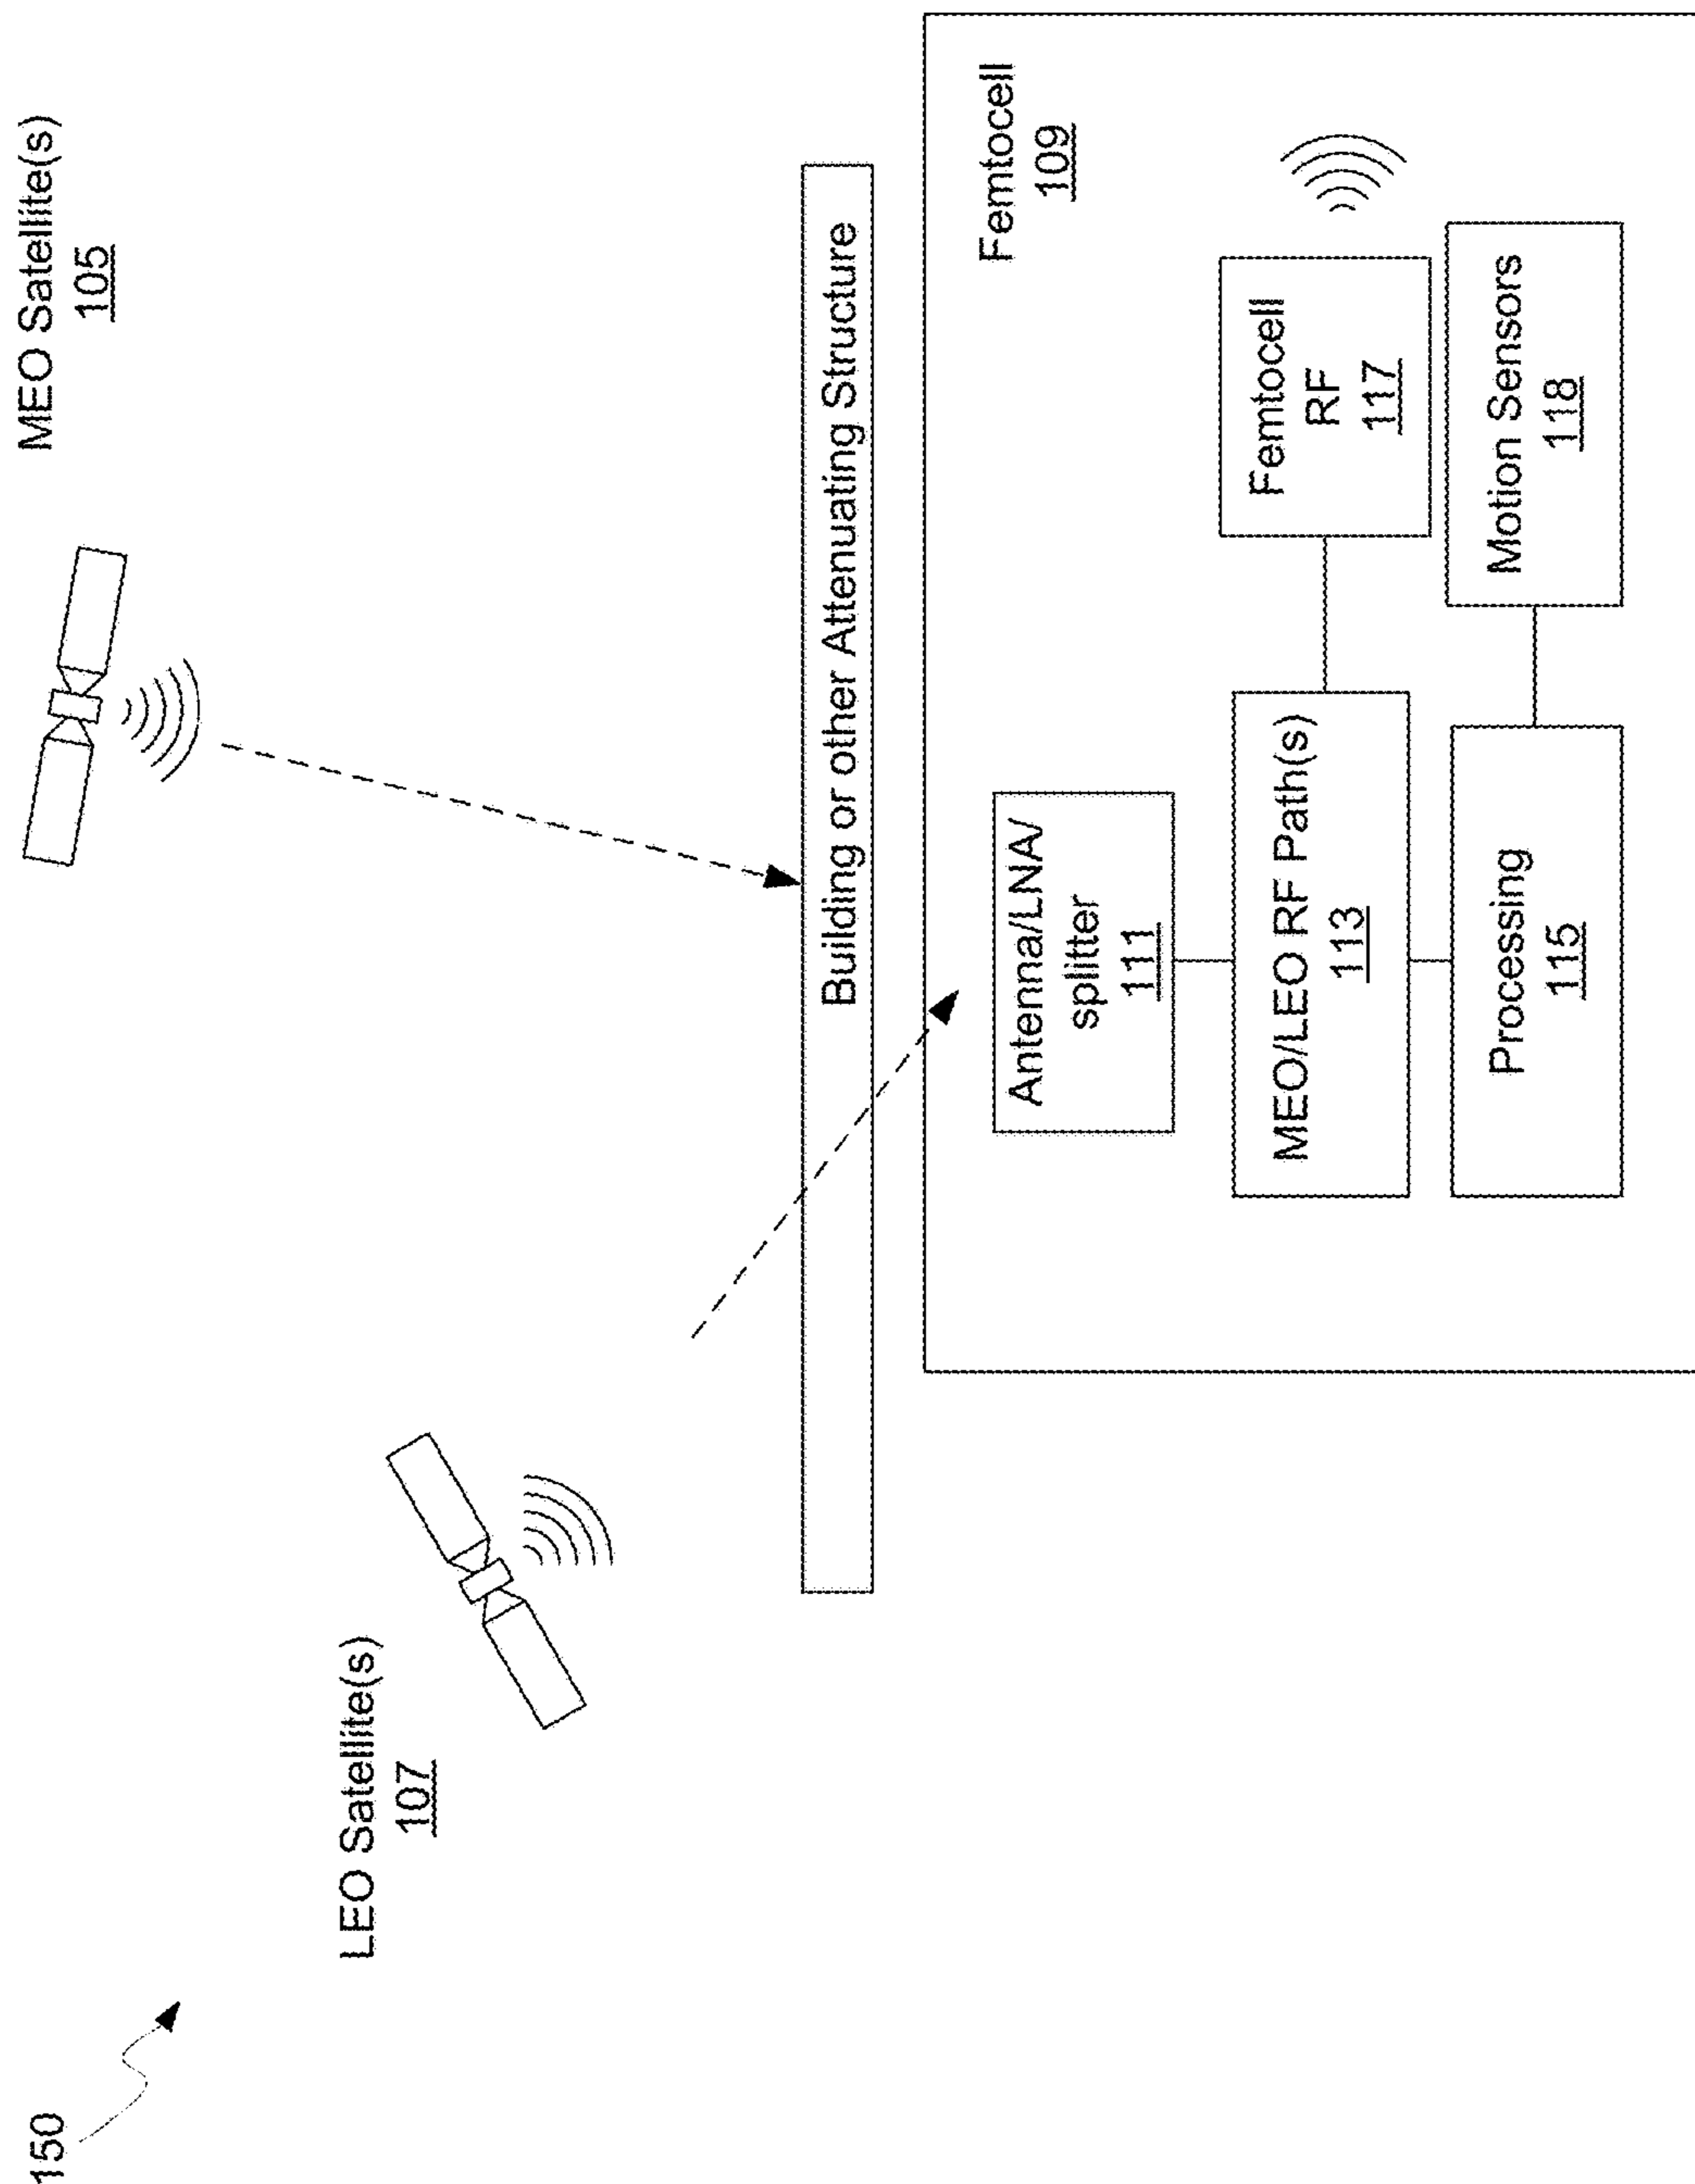 150
LEO Satellite(s)
107
MEO Satellite(s)
105
Building or other Attenuating Structure
Femtocell
109
Antenna/LNA/
splitter
111
MEO/LEO RF Path(s)
113
Femtocell
RF
117
Processing
115
Motion Sensors
118